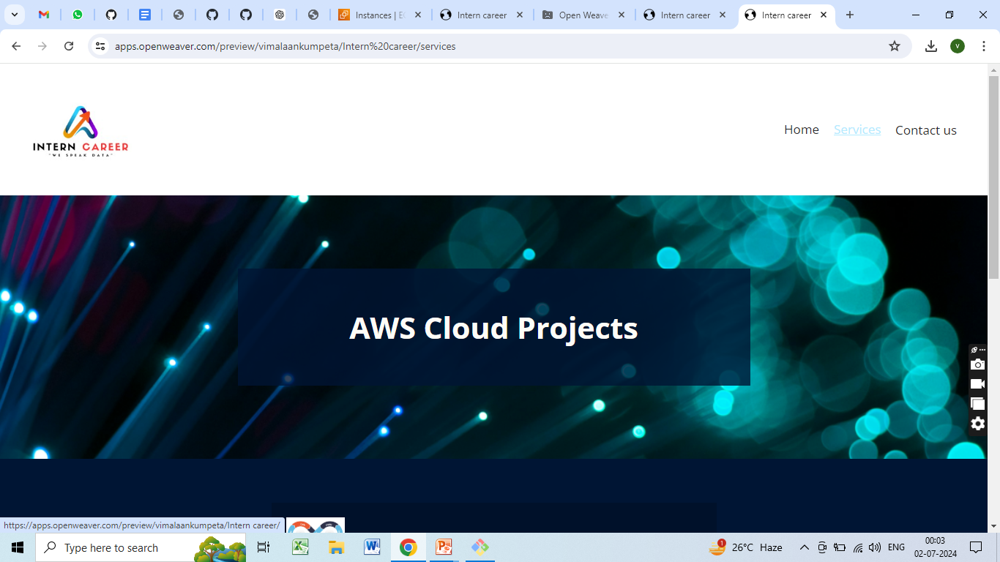 Instances | EC
Intern career
Open Weave
Intern career
Intern career
apps.openweaver.com/preview/vimalaankumpeta/Intern%20career/services
V
INTERN CAREER
"WE SPEAK DATA"
Home
Services
Contact us
AWS Cloud Projects
https://apps.openweaver.com/preview/vimalaankumpeta/Intern career/
Type here to search
1
26°C Haze
ENG
00:03
02-07-2024